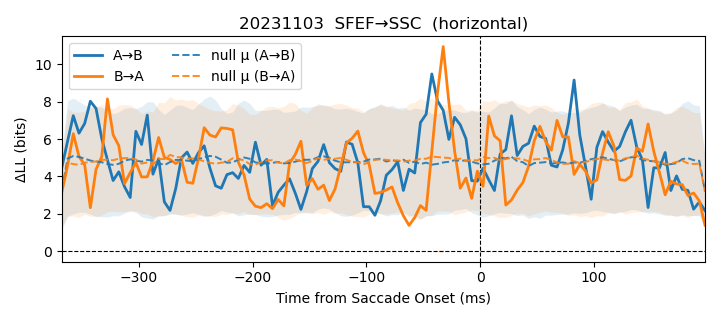 20231103  SFEF→SSC  (horizontal)
A→B
B→A
null μ (A→B)
null μ (B→A)
ΔLL (bits)
10
8
6
4
2
0
−300
−200
−100
0
100
Time from Saccade Onset (ms)